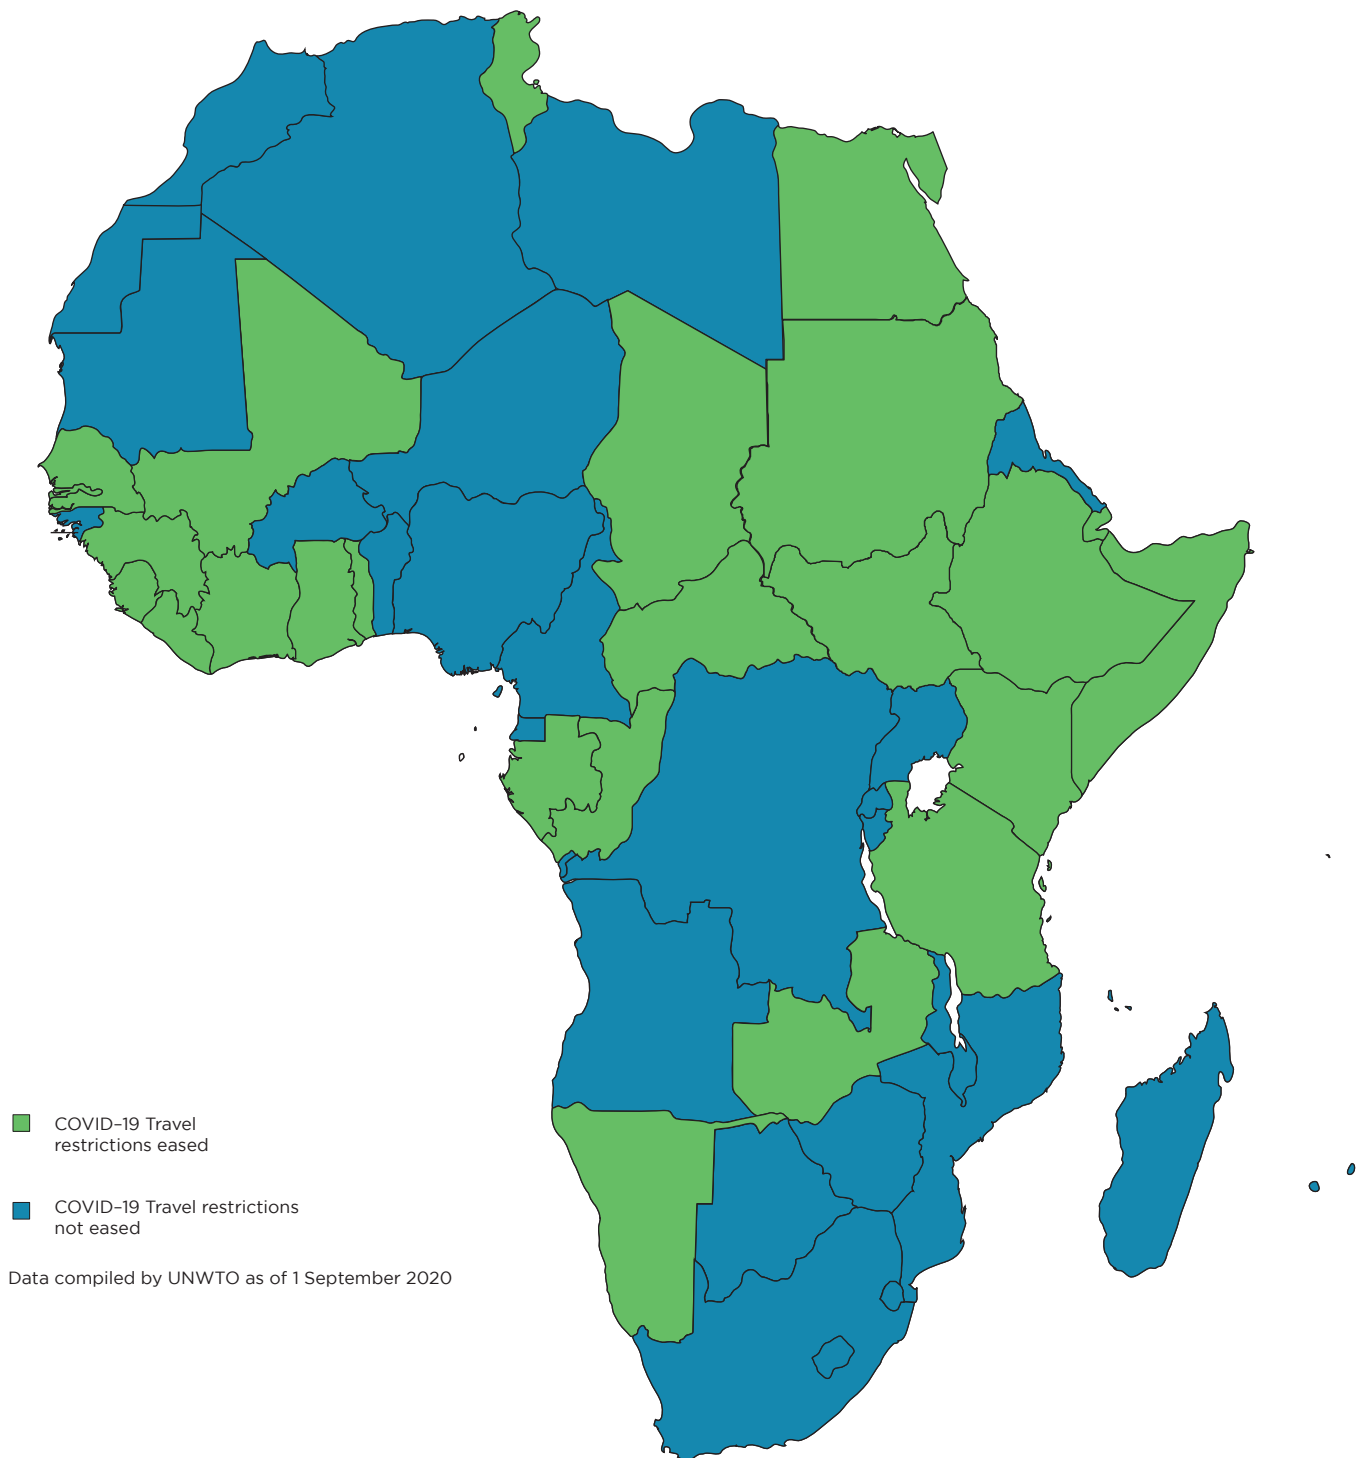 COVID–19 Travel
restrictions eased
COVID–19 Travel restrictions
not eased
Data compiled by UNWTO as of 1 September 2020